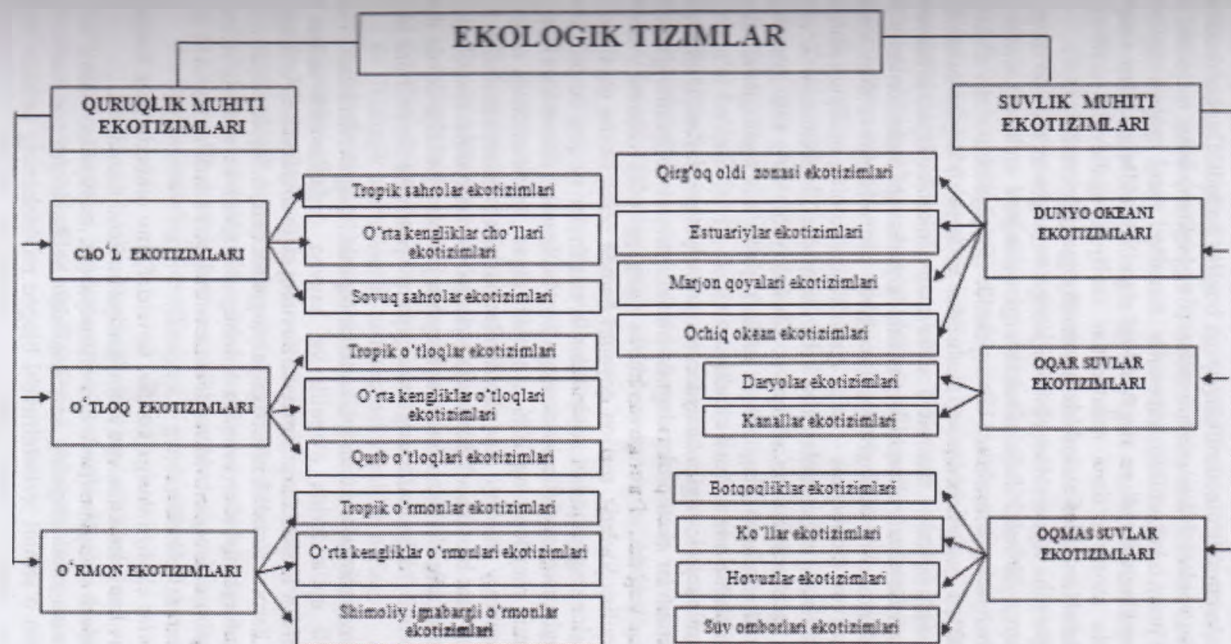 EKOLOGIK TIZIMLAR
QURUQLIK MUHITI
EKOTIZIMLARI
ChO‘L EKOTIZIMLARI
Tropik sahrolar ekotizimlari
O‘rta kengliklar cho‘llari
ekotizimlari
Sovuq sahrolar ekotizimlari
O‘TLOQ EKOTIZIMLARI
Tropik o‘tloqlar ekotizimlari
O‘rta kengliklar o‘tloqlari
ekotizimlari
Qutb o‘tloqlari ekotizimlari
O‘RMON EKOTIZIMLARI
Tropik o‘rmonlar ekotizimlari
O‘rta kengliklar o‘rmonlari ekotizimlari
Shimoliy ignabargli o‘rmonlar
ekotizimlari
SUVLIK MUHITI
EKOTIZIMLARI
DUNYO OKEANI
EKOTIZIMLARI
Qirg‘oq oldi zonasi ekotizimlari
Estuariylar ekotizimlari
Marjon qoyalari ekotizimlari
Ochiq okean ekotizimlari
OQAR SUVLAR
EKOTIZIMLARI
Daryolar ekotizimlari
Kanallar ekotizimlari
OQMAS SUVLAR
EKOTIZIMLARI
Botqoqliklar ekotizimlari
Ko‘llar ekotizimlari
Hovuzlar ekotizimlari
Suv omborlari ekotizimlari